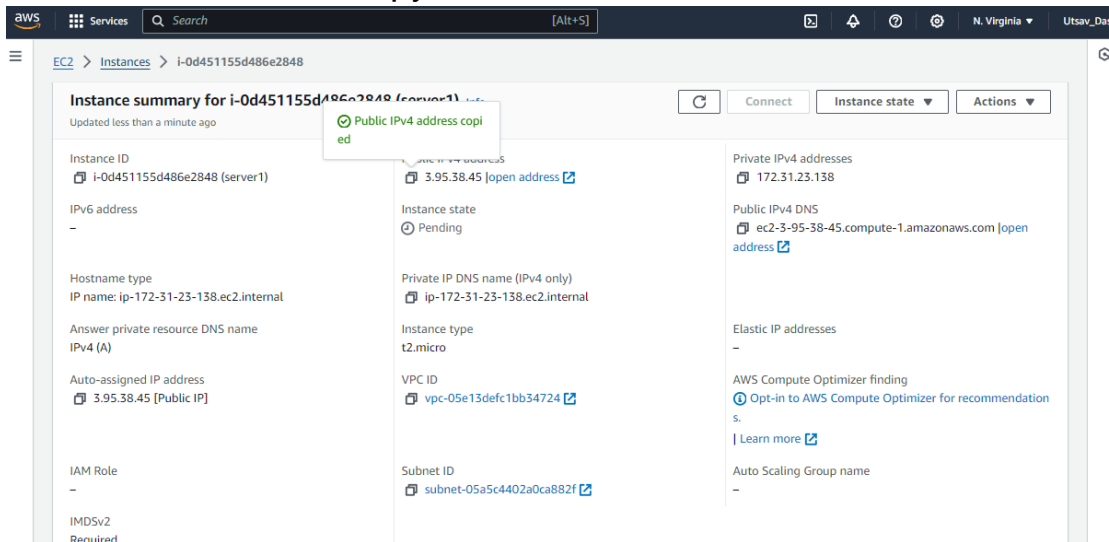 py
aws Services Search [Alt+S] N. Virginia ▼ Utsav_Das
EC2 > Instances > i-0d451155d486e2848
Instance summary for i-0d451155d486e2848 (server1) Info
Connect Instance state ▼ Actions ▼
Updated less than a minute ago
Public IPv4 address copi
ed
Instance ID
i-0d451155d486e2848 (server1)
Public IPv4 address
3.95.38.45 |open address
Private IPv4 addresses
172.31.23.138
IPv6 address
–
Instance state
Pending
Public IPv4 DNS
ec2-3-95-38-45.compute-1.amazonaws.com |open
address
Hostname type
IP name: ip-172-31-23-138.ec2.internal
Private IP DNS name (IPv4 only)
ip-172-31-23-138.ec2.internal
Answer private resource DNS name
IPv4 (A)
Instance type
t2.micro
Elastic IP addresses
–
Auto-assigned IP address
3.95.38.45 [Public IP]
VPC ID
vpc-05e13defc1bb34724
AWS Compute Optimizer finding
Opt-in to AWS Compute Optimizer for recommendation
s.
| Learn more
IAM Role
–
Subnet ID
subnet-05a5c4402a0ca882f
Auto Scaling Group name
–
IMDSv2
Required